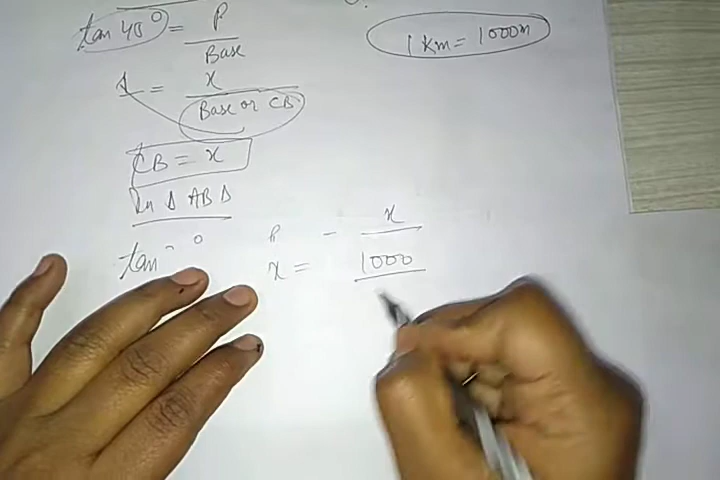 tan 45° = P / Base
1 km = 1000m
1 = x / Base or CB
CB = x
In Δ ABD
tan ° P - x
x = 1000